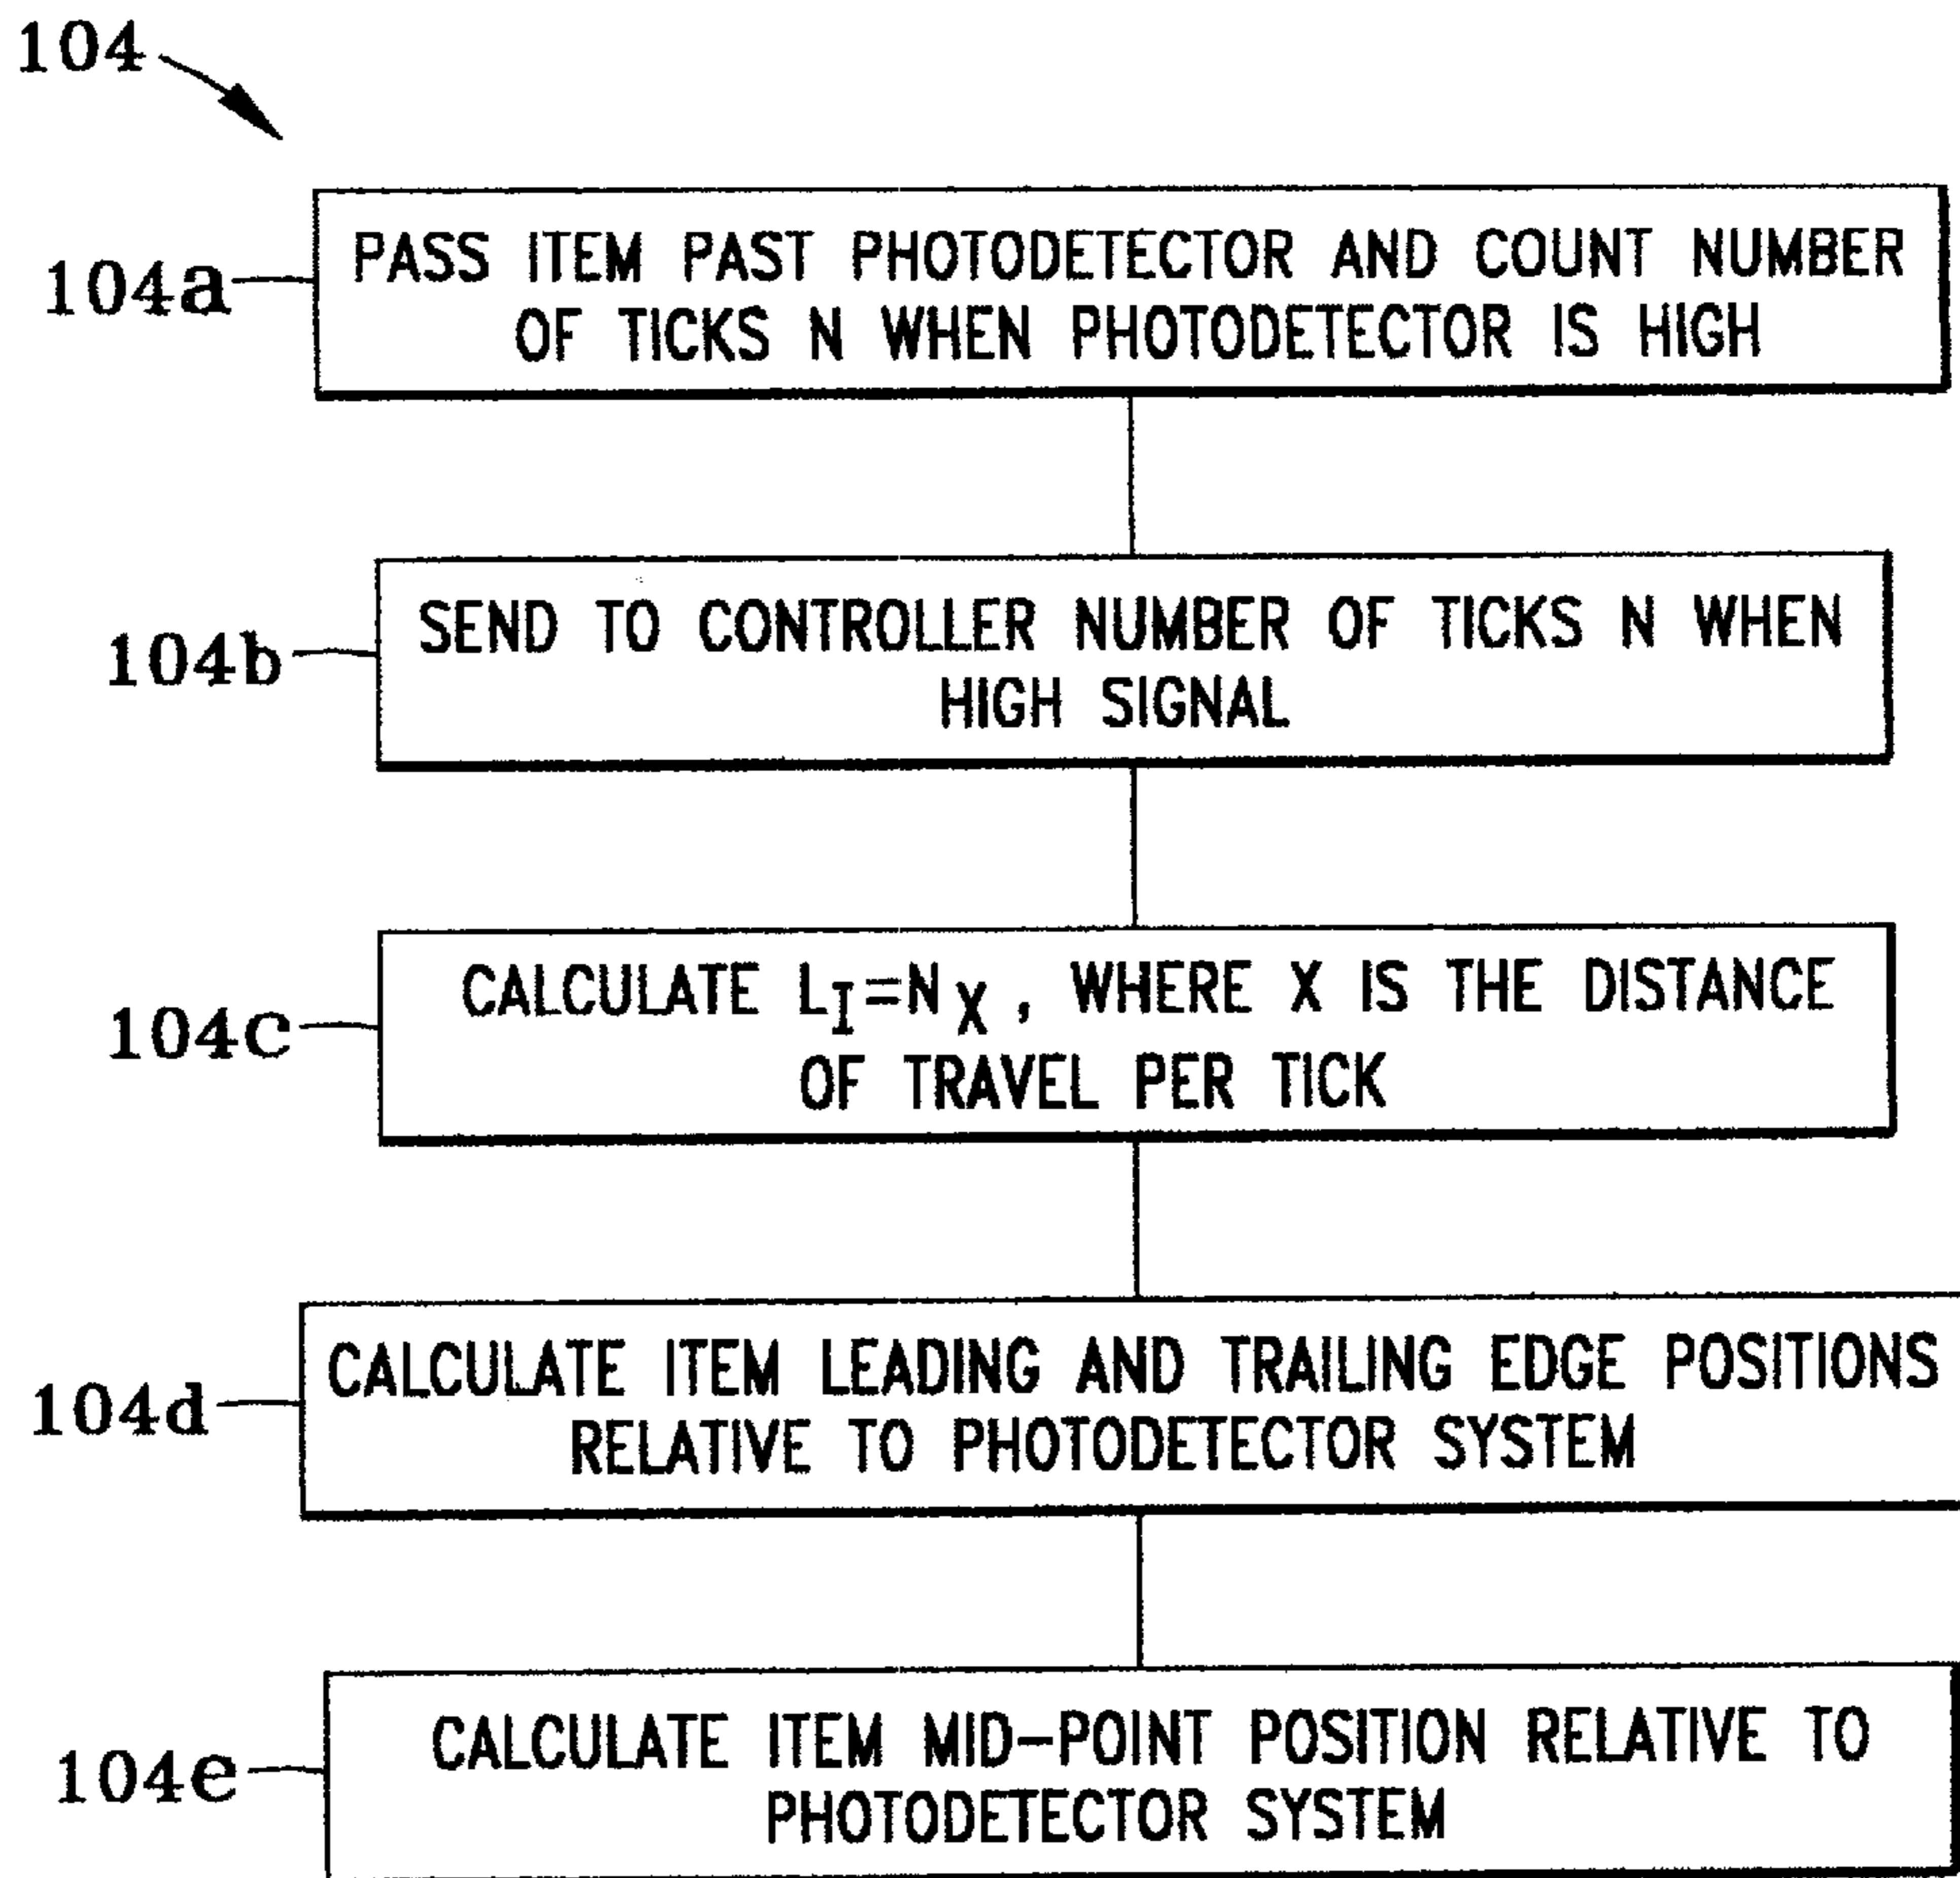 104
104a
PASS ITEM PAST PHOTODETECTOR AND COUNT NUMBER
OF TICKS N WHEN PHOTODETECTOR IS HIGH
104b
SEND TO CONTROLLER NUMBER OF TICKS N WHEN
HIGH SIGNAL
104c
CALCULATE LI=NX, WHERE X IS THE DISTANCE
OF TRAVEL PER TICK
104d
CALCULATE ITEM LEADING AND TRAILING EDGE POSITIONS
RELATIVE TO PHOTODETECTOR SYSTEM
104e
CALCULATE ITEM MID-POINT POSITION RELATIVE TO
PHOTODETECTOR SYSTEM